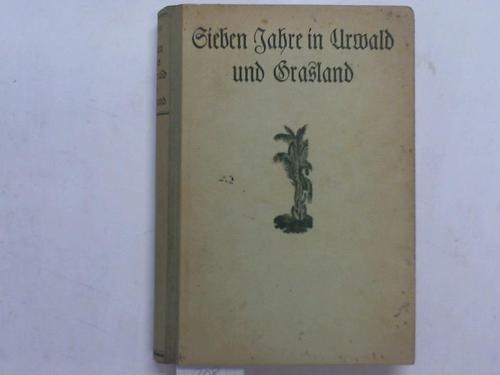 Sieben Jahre in Urwald
und Grasland